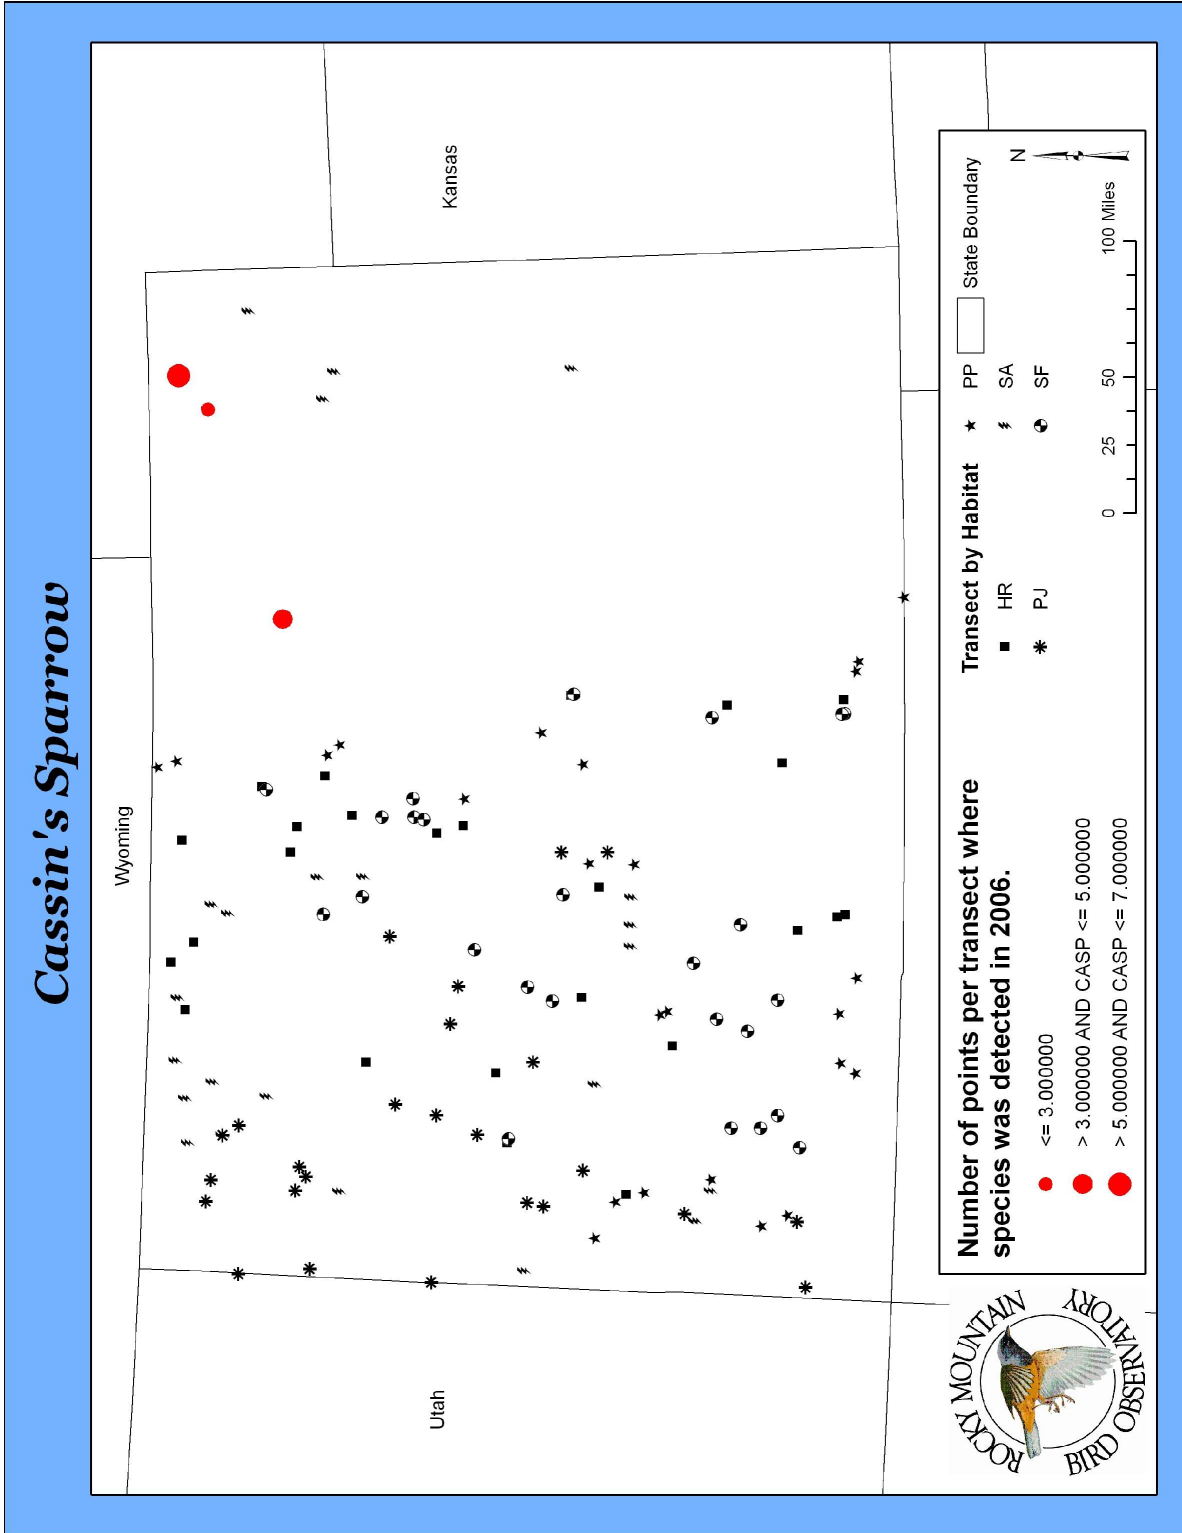 Cassin's Sparrow
Wyoming
Kansas
Utah
ROCKY MOUNTAIN
BIRD OBSERVATORY
Number of points per transect where
species was detected in 2006.
<= 3.000000
> 3.000000 AND CASP <= 5.000000
> 5.000000 AND CASP <= 7.000000
Transect by Habitat
HR
PJ
PP
SA
SF
State Boundary
N
0 25 50 100 Miles